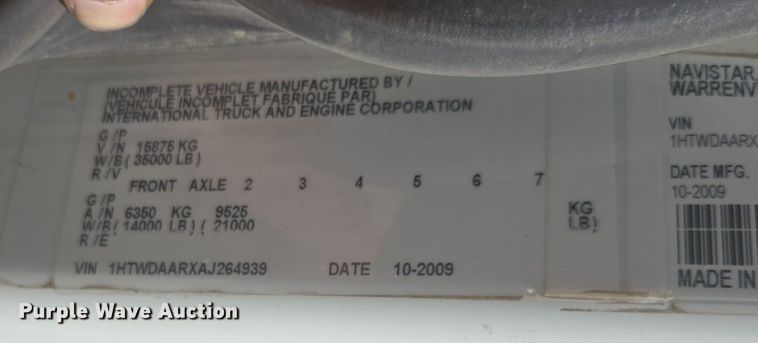 INCOMPLETE VEHICLE MANUFACTURED BY /
(VEHICULE INCOMPLET FABRIQUE PAR)
INTERNATIONAL TRUCK AND ENGINE CORPORATION
G /P
V /N 15875 KG
W/B ( 35000 LB)
R /V
FRONT AXLE 2 3 4 5 6 7
G /P
A /N 6350 KG 9525 KG
W/B ( 14000 LB) ( 21000 LB)
R /E
VIN 1HTWDAARXAJ264939 DATE 10-2009
NAVISTAR,
WARRENV
VIN
1HTWDAARX
DATE MFG.
10-2009
MADE IN
Purple Wave Auction